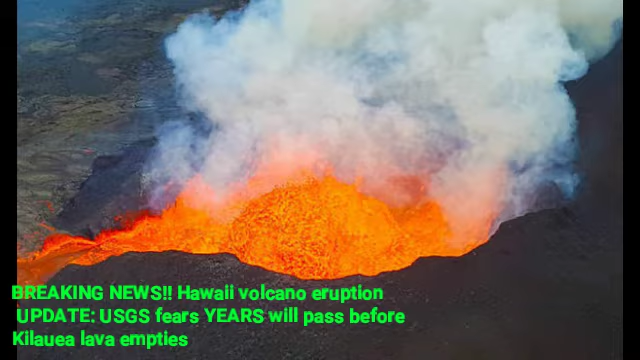 BREAKING NEWS!! Hawaii volcano eruption
UPDATE: USGS fears YEARS will pass before
Kilauea lava empties